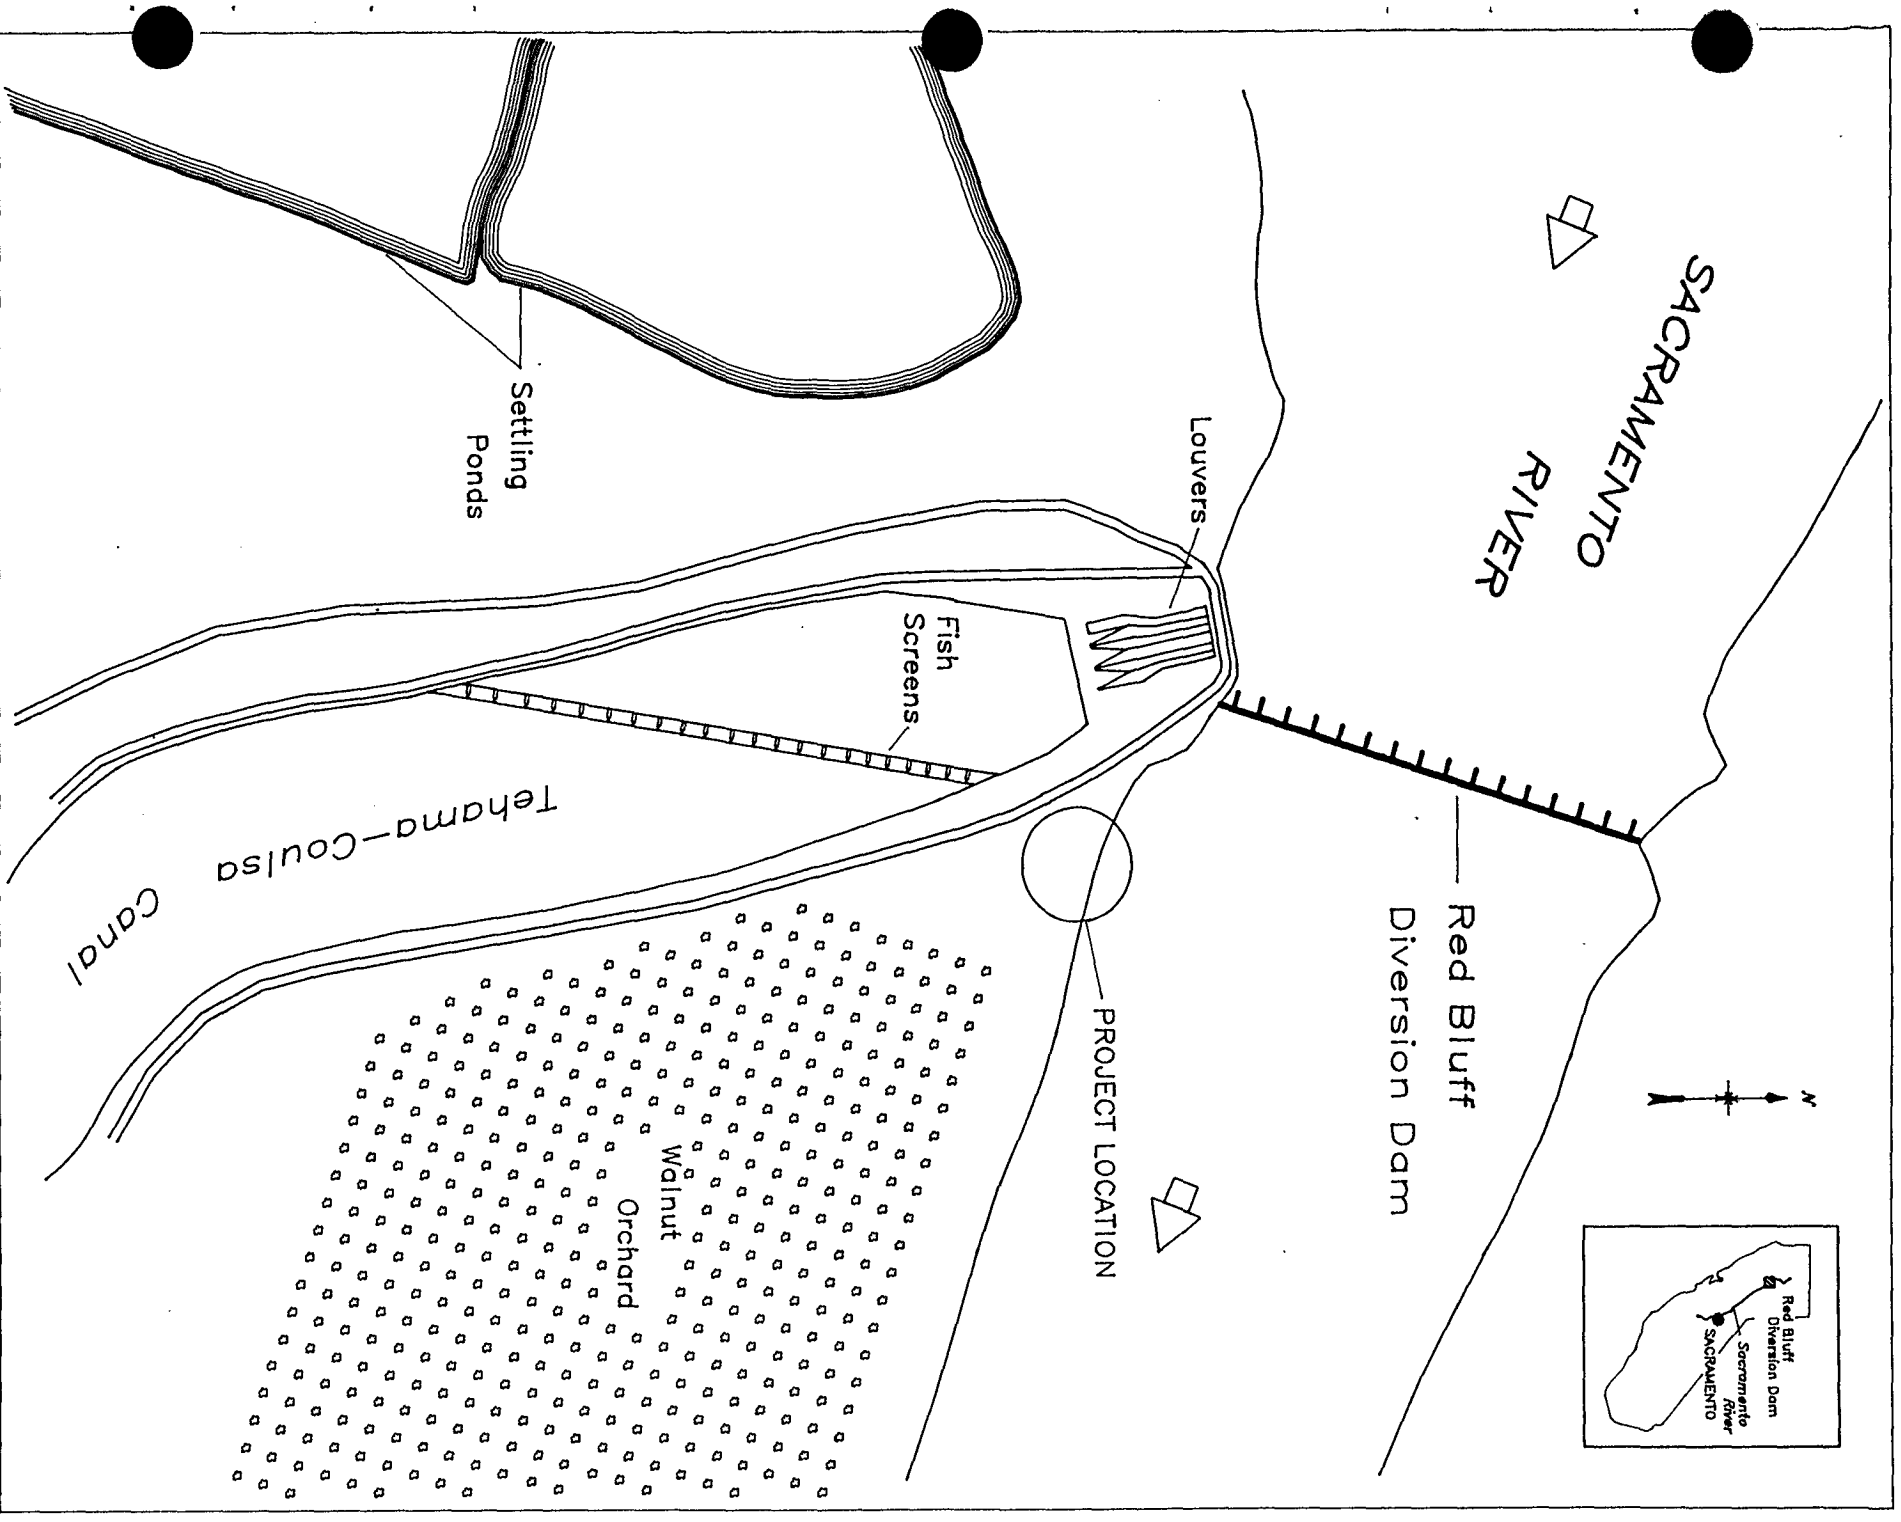 SACRAMENTO
RIVER
Louvers
Settling
Ponds
Fish
Screens
Tehama-Coulsa
Canal
Red Bluff
Diversion Dam
PROJECT LOCATION
Walnut
Orchard
N
Red Bluff
Diversion Dam
Sacramento
River
SACRAMENTO